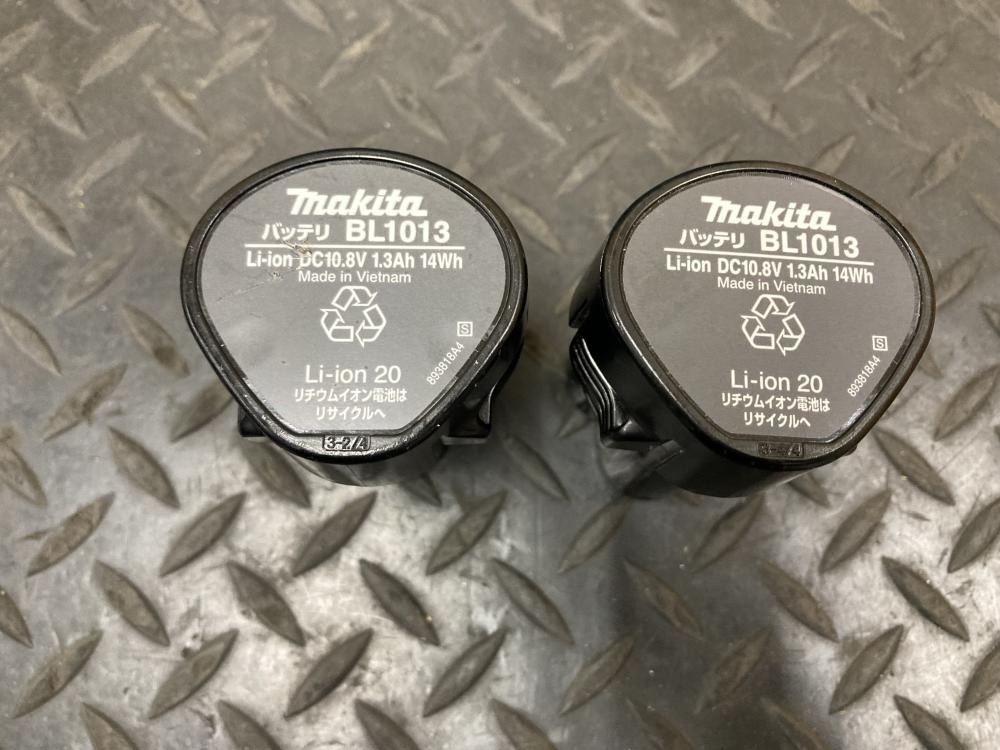 makita
バッテリ BL1013
Li-ion DC10.8V 1.3Ah 14Wh
Made in Vietnam
S
893818A4
Li-ion 20
リチウムイオン電池は
リサイクルへ
3-2/4
makita
バッテリ BL1013
Li-ion DC10.8V 1.3Ah 14Wh
Made in Vietnam
S
893818A4
Li-ion 20
リチウムイオン電池は
リサイクルへ